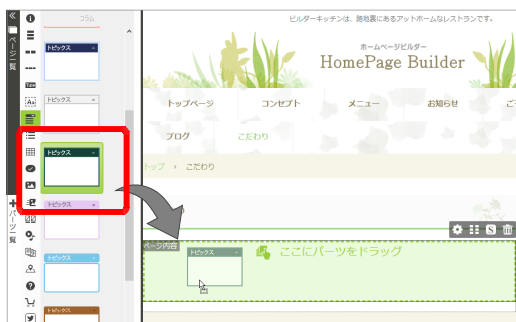 コラム
ページ一覧
パーツ一覧
Title
トピックス
トピックス
トピックス
トピックス
トピックス
トピックス
ビルダーキッチンは、路地裏にあるアットホームなレストランです。
ホームページビルダー
HomePage Builder
トップページ
コンセプト
メニュー
お知らせ
ご
ブログ
こだわり
トップ
こだわり
ページ内容
トピックス
ここにパーツをドラッグ
S